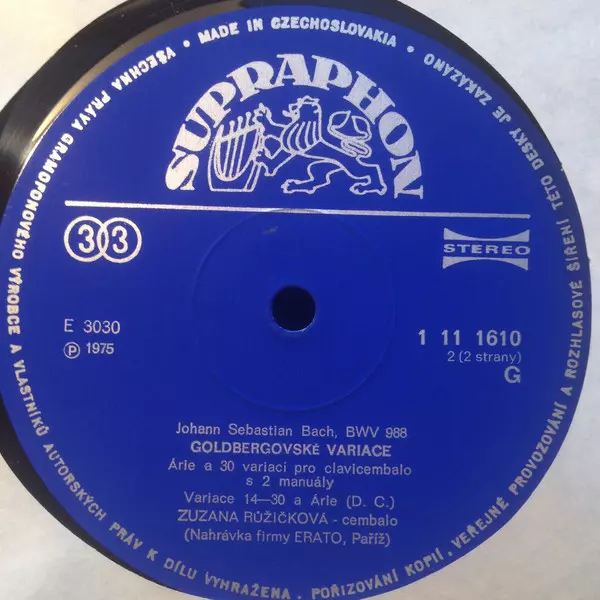 VŠECHNA PRÁVA GRAMOFONOVÉHO VÝROBCE A VLASTNÍKŮ AUTORSKÝCH PRÁV K DÍLU VYHRAŽENA. POŘIZOVÁNÍ KOPIÍ, VEŘEJNÉ PROVOZOVÁNÍ A ROZHLASOVÉ ŠÍŘENÍ TÉTO DESKY JE ZAKÁZÁNO • MADE IN CZECHOSLOVAKIA •
SUPRAPHON
33
STEREO
E 3030
Ⓟ 1975
1 11 1610
2 (2 strany)
G
Johann Sebastian Bach, BWV 988
GOLDBERGOVSKÉ VARIACE
Árie a 30 variací pro clavicembalo
s 2 manuály
Variace 14—30 a Árie (D. C.)
ZUZANA RŮŽIČKOVÁ - cembalo
(Nahrávka firmy ERATO, Paříž)